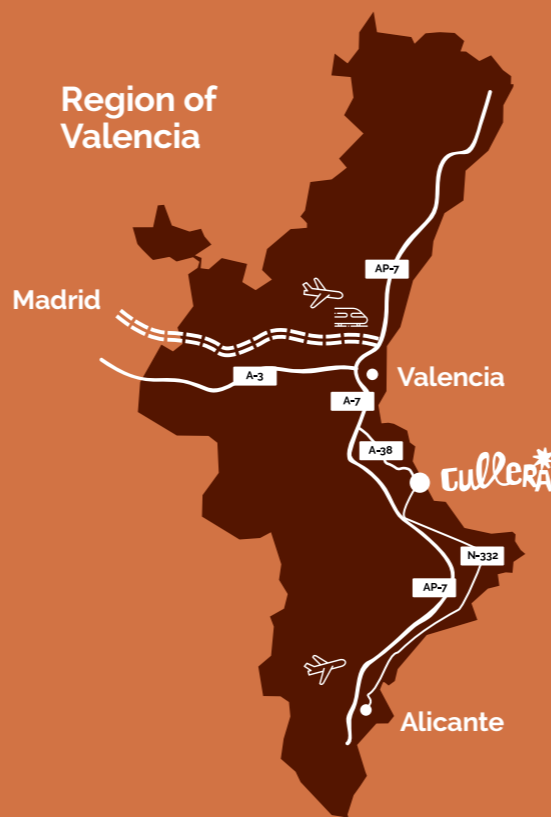 Region of
Valencia
AP-7
Madrid
A-3
Valencia
A-7
A-38
cullERA
N-332
AP-7
Alicante